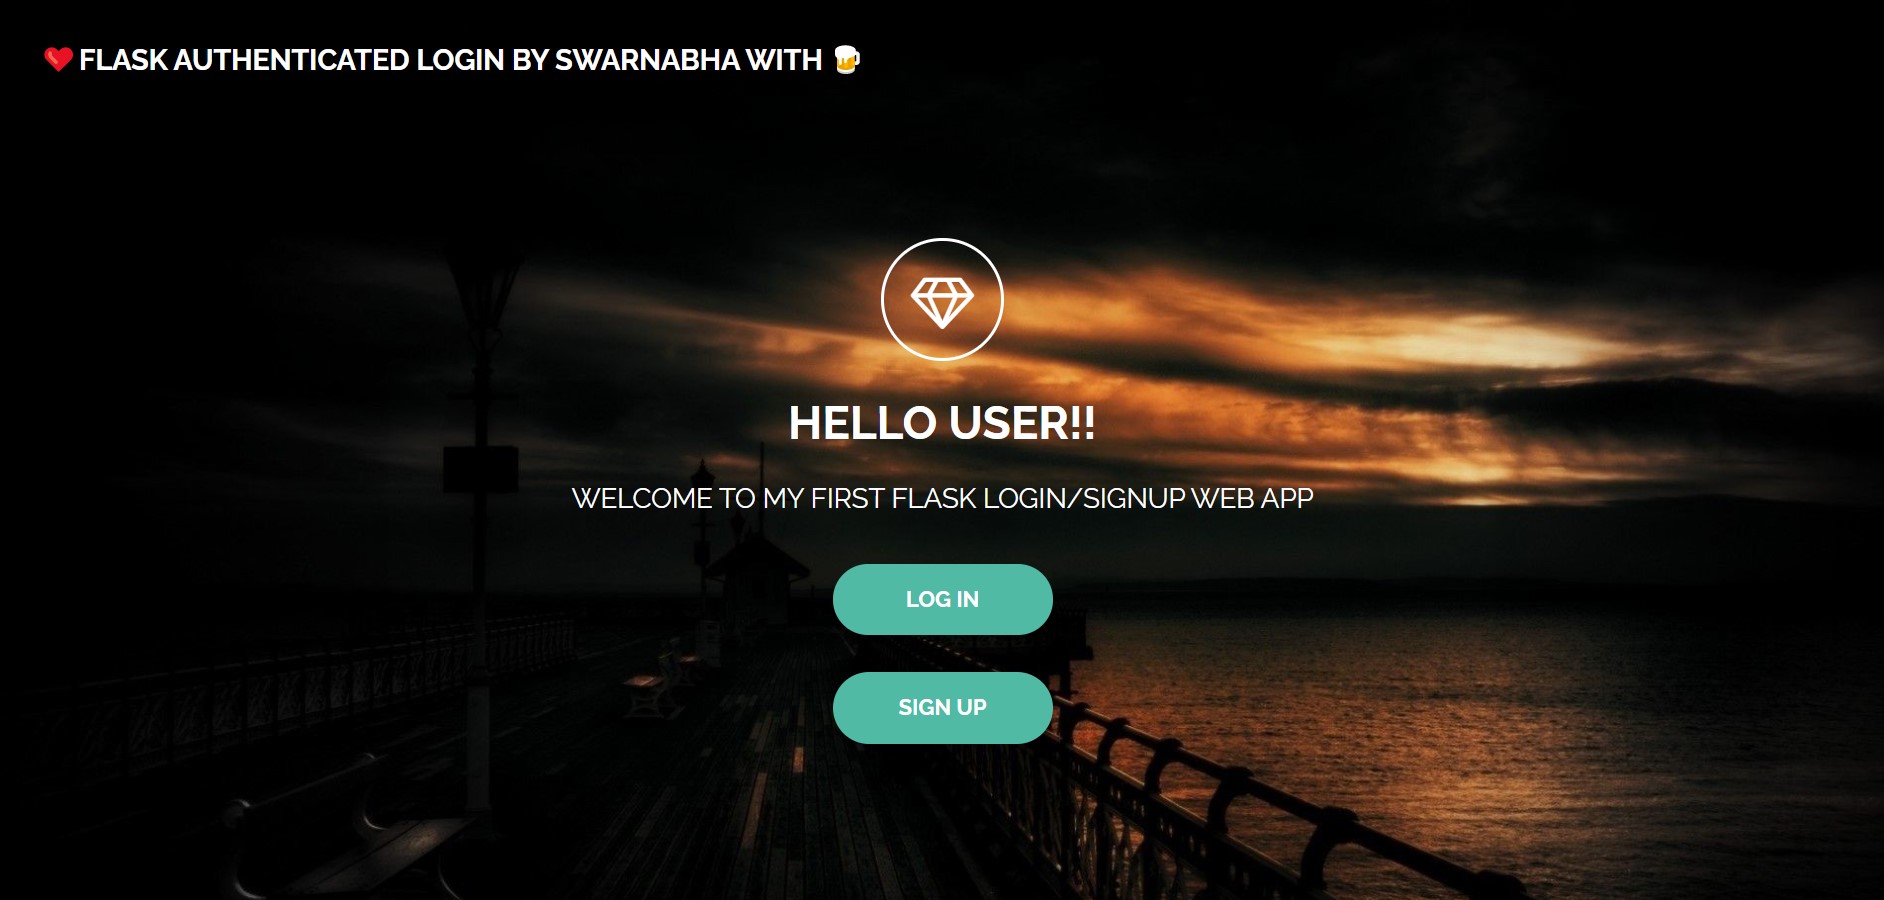 ❤ FLASK AUTHENTICATED LOGIN BY SWARNABHA WITH 🍺
HELLO USER!!
WELCOME TO MY FIRST FLASK LOGIN/SIGNUP WEB APP
LOG IN
SIGN UP